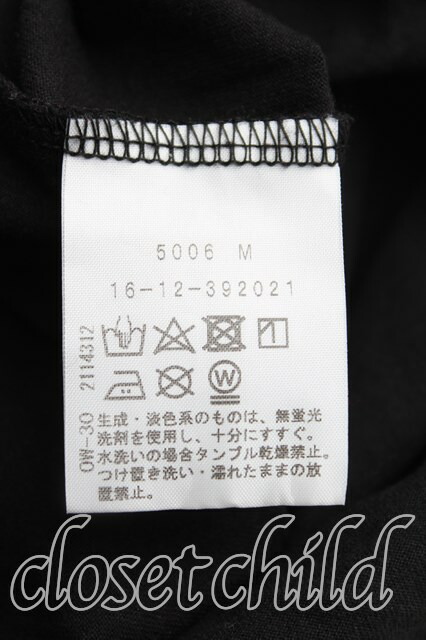 5006 M
16-12-392021
OW-30 2114312
W
生成・淡色系のものは、無蛍光
洗剤を使用し、十分にすすぐ。
水洗いの場合タンブル乾燥禁止。
つけ置き洗い・濡れたままの放
置禁止。
closet child